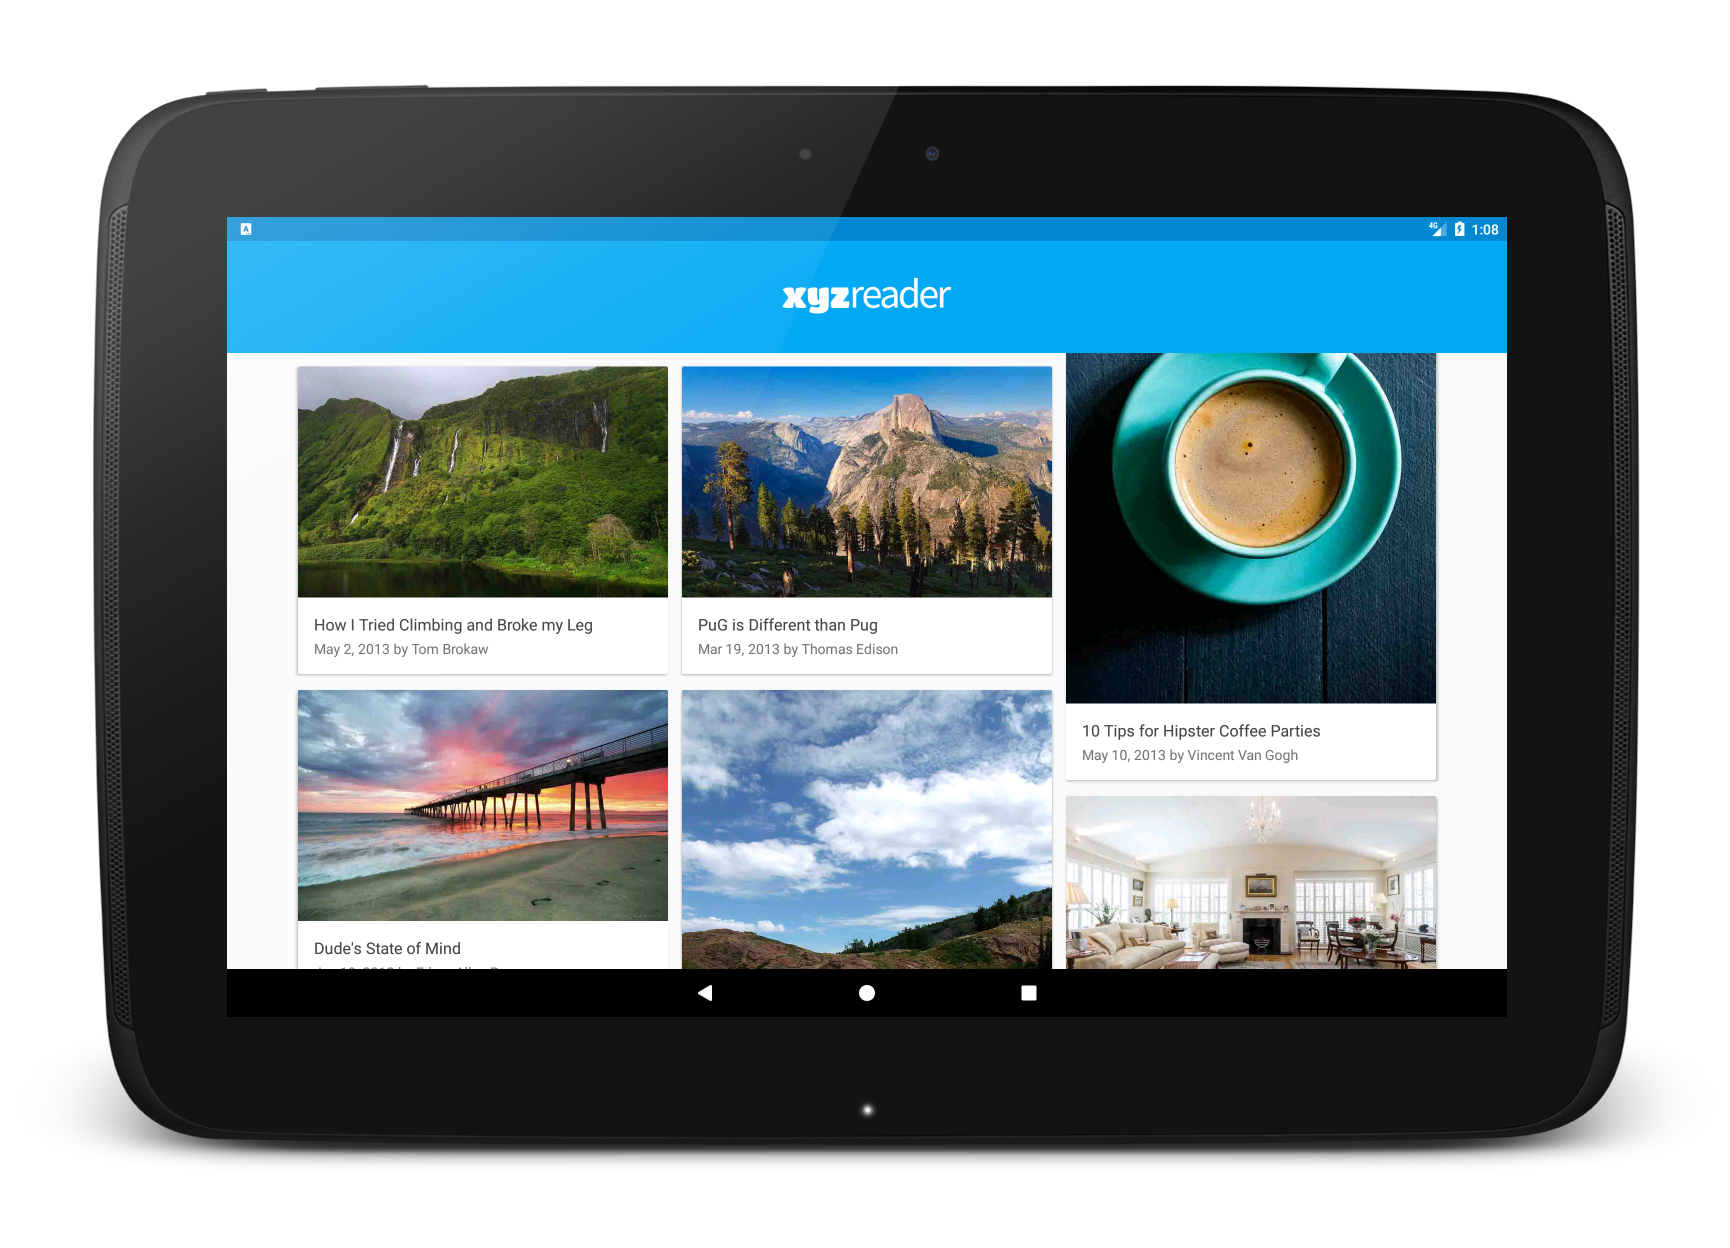 4G 1:08
xyzreader
How I Tried Climbing and Broke my Leg
May 2, 2013 by Tom Brokaw
PuG is Different than Pug
Mar 19, 2013 by Thomas Edison
10 Tips for Hipster Coffee Parties
May 10, 2013 by Vincent Van Gogh
Dude's State of Mind